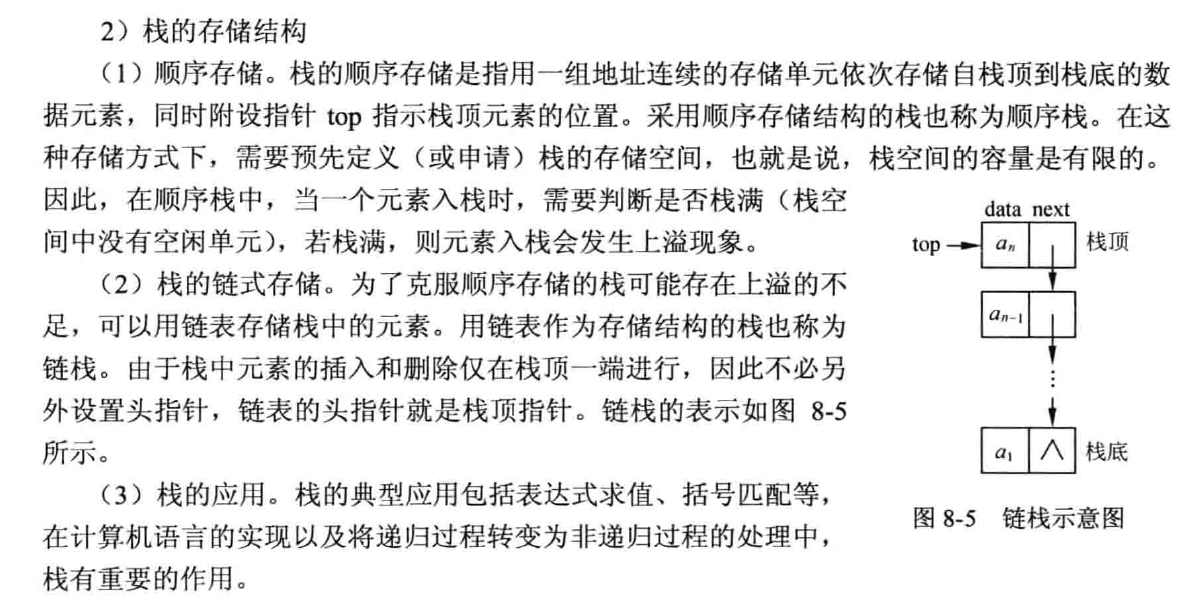 2）栈的存储结构
（1）顺序存储。栈的顺序存储是指用一组地址连续的存储单元依次存储自栈顶到栈底的数
据元素，同时附设指针 top 指示栈顶元素的位置。采用顺序存储结构的栈也称为顺序栈。在这
种存储方式下，需要预先定义（或申请）栈的存储空间，也就是说，栈空间的容量是有限的。
因此，在顺序栈中，当一个元素入栈时，需要判断是否栈满（栈空
间中没有空闲单元），若栈满，则元素入栈会发生上溢现象。
（2）栈的链式存储。为了克服顺序存储的栈可能存在上溢的不
足，可以用链表存储栈中的元素。用链表作为存储结构的栈也称为
链栈。由于栈中元素的插入和删除仅在栈顶一端进行，因此不必另
外设置头指针，链表的头指针就是栈顶指针。链栈的表示如图 8-5
所示。
（3）栈的应用。栈的典型应用包括表达式求值、括号匹配等，
在计算机语言的实现以及将递归过程转变为非递归过程的处理中，
栈有重要的作用。
data next
top aₙ 栈顶
aₙ₋₁
⋮
a₁ ∧ 栈底
图 8-5 链栈示意图